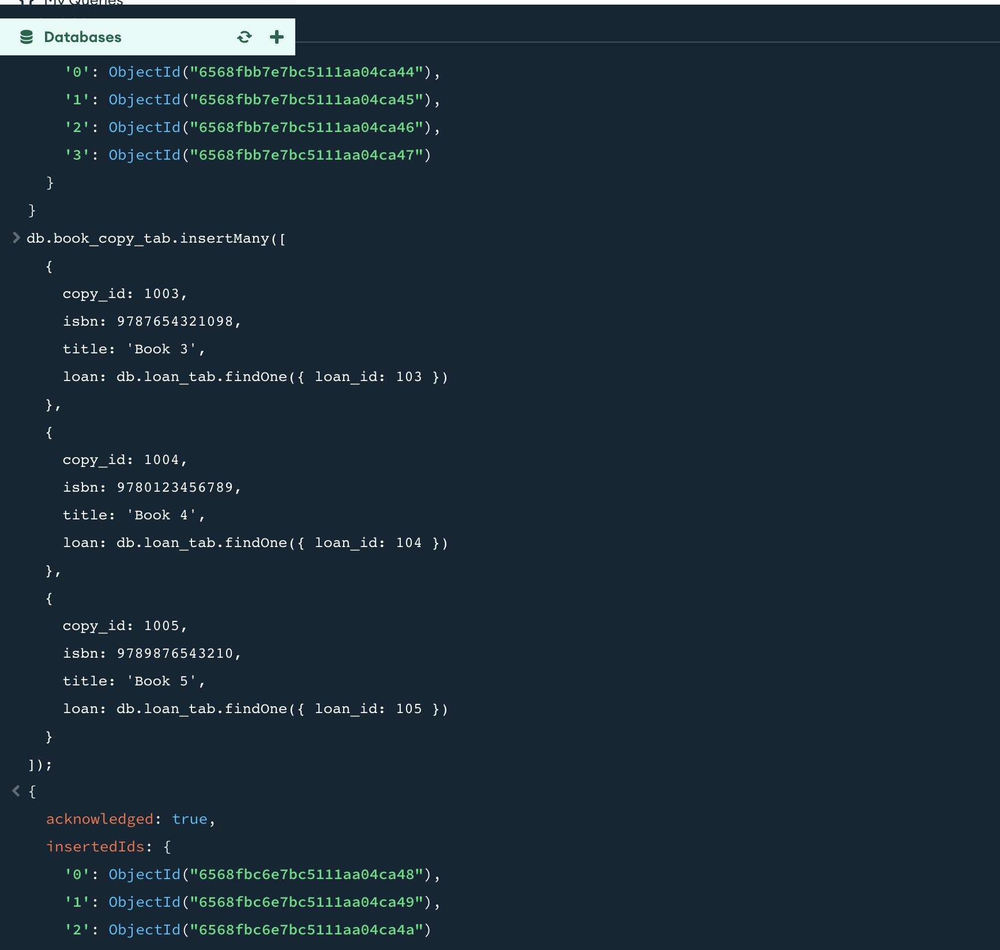 My Queries
Databases
'0': ObjectId("6568fbb7e7bc5111aa04ca44"),
'1': ObjectId("6568fbb7e7bc5111aa04ca45"),
'2': ObjectId("6568fbb7e7bc5111aa04ca46"),
'3': ObjectId("6568fbb7e7bc5111aa04ca47")
}
}
db.book_copy_tab.insertMany([
{
copy_id: 1003,
isbn: 9787654321098,
title: 'Book 3',
loan: db.loan_tab.findOne({ loan_id: 103 })
},
{
copy_id: 1004,
isbn: 9780123456789,
title: 'Book 4',
loan: db.loan_tab.findOne({ loan_id: 104 })
},
{
copy_id: 1005,
isbn: 9789876543210,
title: 'Book 5',
loan: db.loan_tab.findOne({ loan_id: 105 })
}
]);
{
acknowledged: true,
insertedIds: {
'0': ObjectId("6568fbc6e7bc5111aa04ca48"),
'1': ObjectId("6568fbc6e7bc5111aa04ca49"),
'2': ObjectId("6568fbc6e7bc5111aa04ca4a")